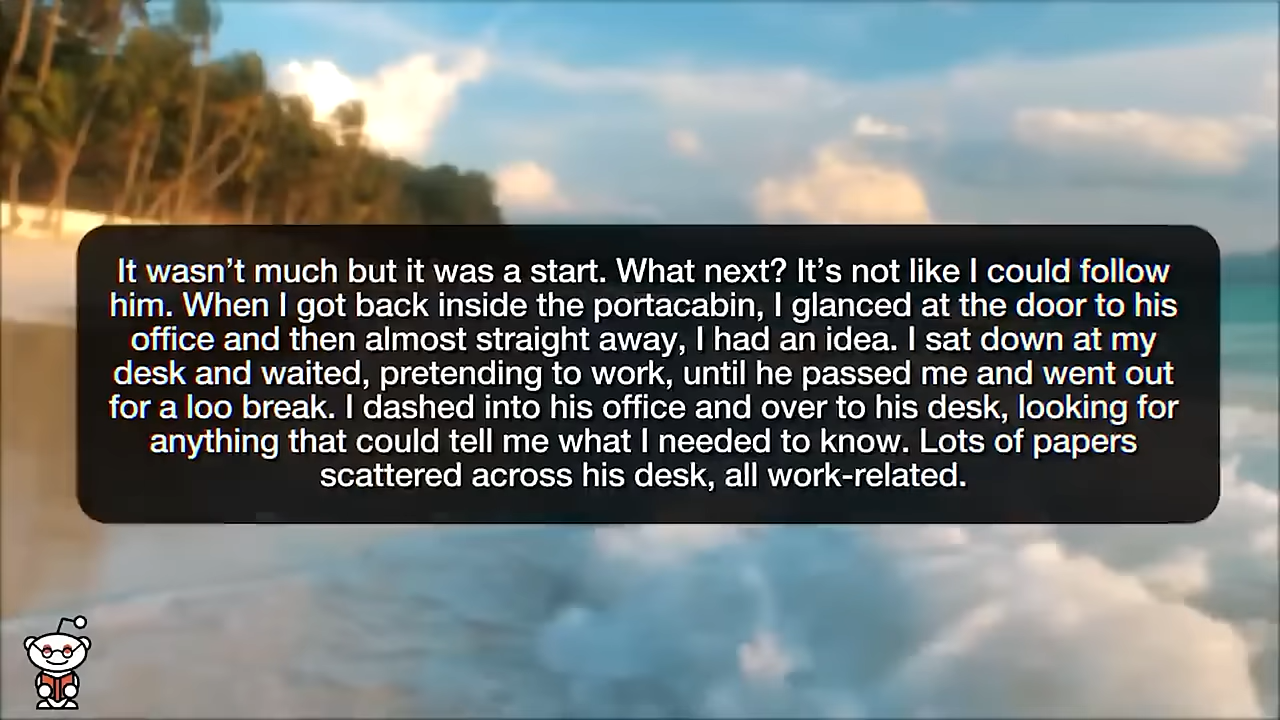 It wasn’t much but it was a start. What next? It’s not like I could follow
him. When I got back inside the portacabin, I glanced at the door to his
office and then almost straight away, I had an idea. I sat down at my
desk and waited, pretending to work, until he passed me and went out
for a loo break. I dashed into his office and over to his desk, looking for
anything that could tell me what I needed to know. Lots of papers
scattered across his desk, all work-related.